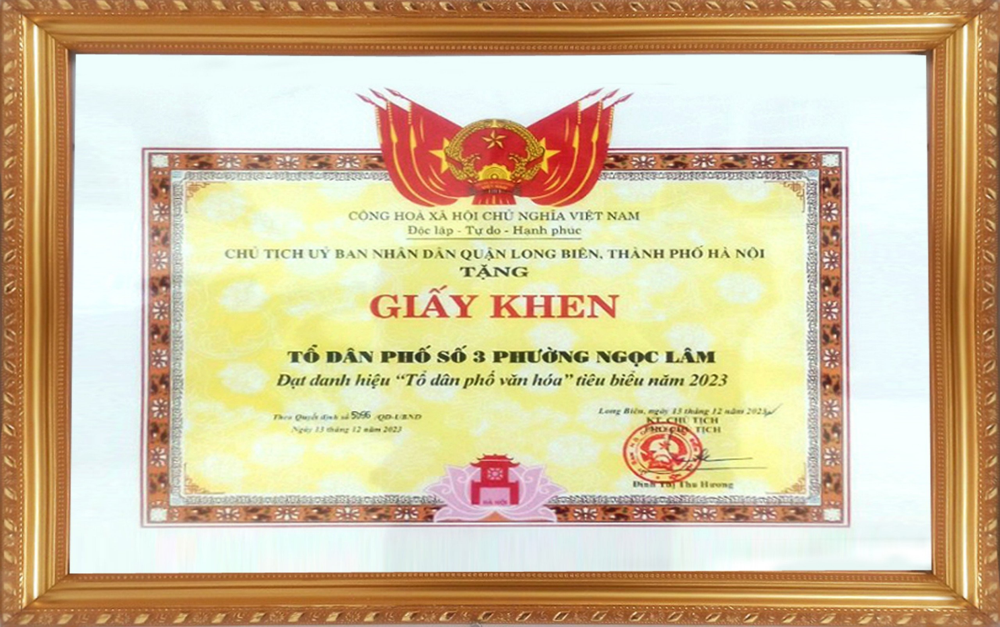 CỘNG HOÀ XÃ HỘI CHỦ NGHĨA VIỆT NAM
Độc lập - Tự do - Hạnh phúc
CHỦ TỊCH UỶ BAN NHÂN DÂN QUẬN LONG BIÊN, THÀNH PHỐ HÀ NỘI
TẶNG
GIẤY KHEN
TỔ DÂN PHỐ SỐ 3 PHƯỜNG NGỌC LÂM
Đạt danh hiệu “Tổ dân phố văn hóa” tiêu biểu năm 2023
Theo Quyết định số /QĐ-UBND
Ngày 13 tháng 12 năm 2023
Long Biên, ngày 13 tháng 12 năm 2023
KT. CHỦ TỊCH
PHÓ CHỦ TỊCH
Đinh Thị Thu Hương
HÀ NỘI